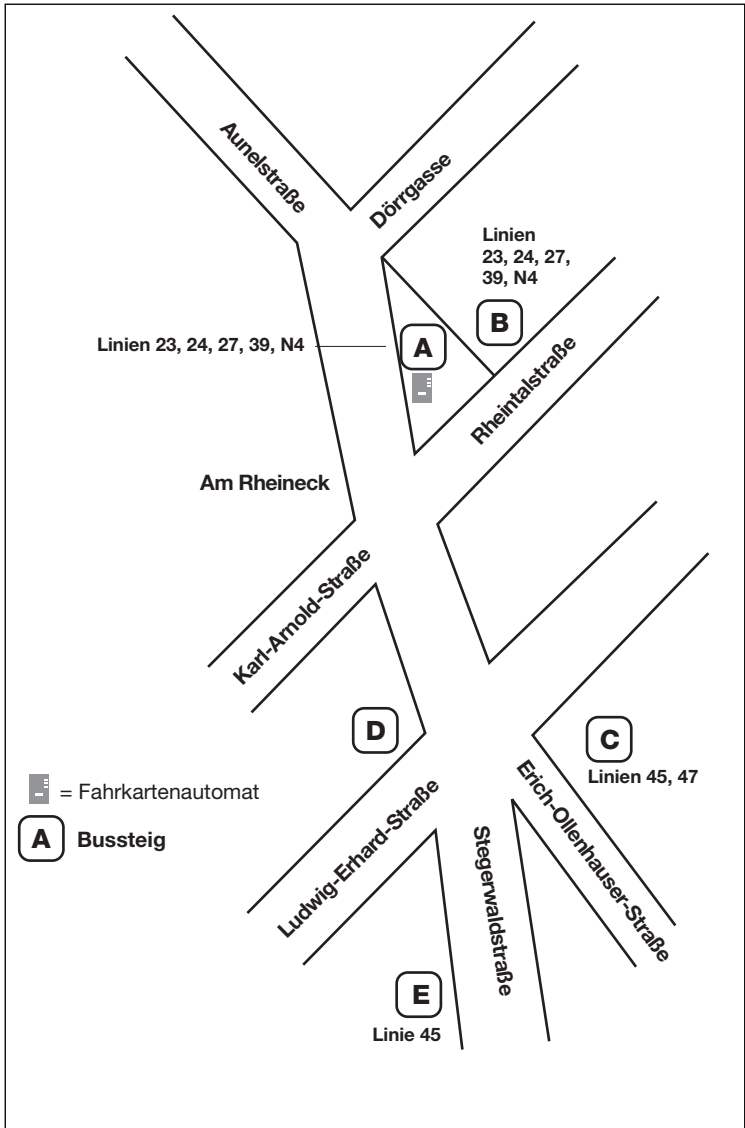 Aunelstraße
Dörrgasse
Linien
23, 24, 27,
39, N4
B
Linien 23, 24, 27, 39, N4
A
Rheintalstraße
Am Rheineck
Karl-Arnold-Straße
D
C
Linien 45, 47
= Fahrkartenautomat
A Bussteig
Ludwig-Erhard-Straße
Stegerwaldstraße
Erich-Ollenhauser-Straße
E
Linie 45